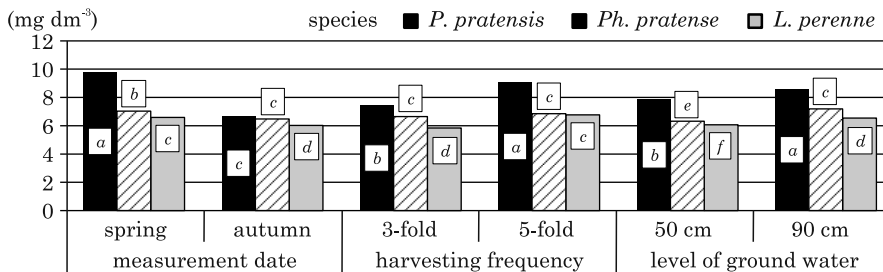 (mg dm-3) species P. pratensis Ph. pratense L. perenne
12
10
8
6
4
2
0
a b c c c d b c d a c c b e f a c d
spring autumn 3-fold 5-fold 50 cm 90 cm
measurement date harvesting frequency level of ground water